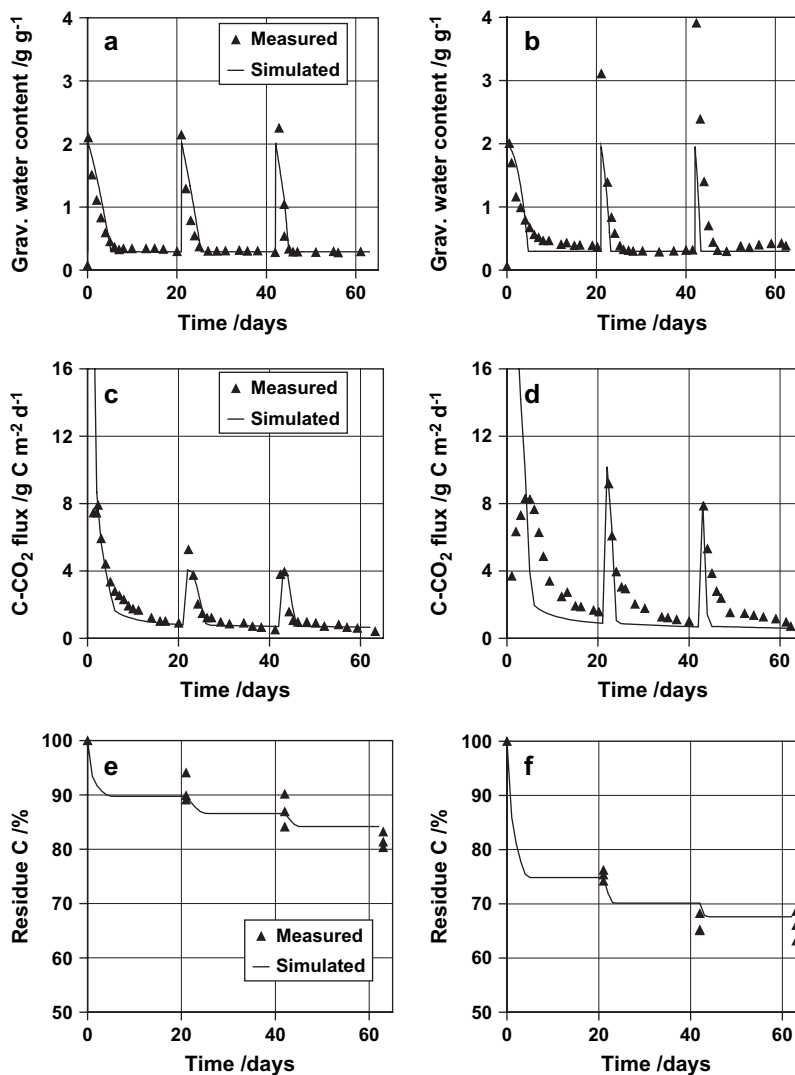 a
Measured
Simulated
Grav. water content /g g⁻¹
4
3
2
1
0
0 20 40 60
Time /days
b
Grav. water content /g g⁻¹
4
3
2
1
0
0 20 40 60
Time /days
c
Measured
Simulated
C-CO₂ flux /g C m⁻² d⁻¹
16
12
8
4
0
0 20 40 60
Time /days
d
C-CO₂ flux /g C m⁻² d⁻¹
16
12
8
4
0
0 20 40 60
Time /days
e
Measured
Simulated
Residue C /%
100
90
80
70
60
50
0 20 40 60
Time /days
f
Residue C /%
100
90
80
70
60
50
0 20 40 60
Time /days